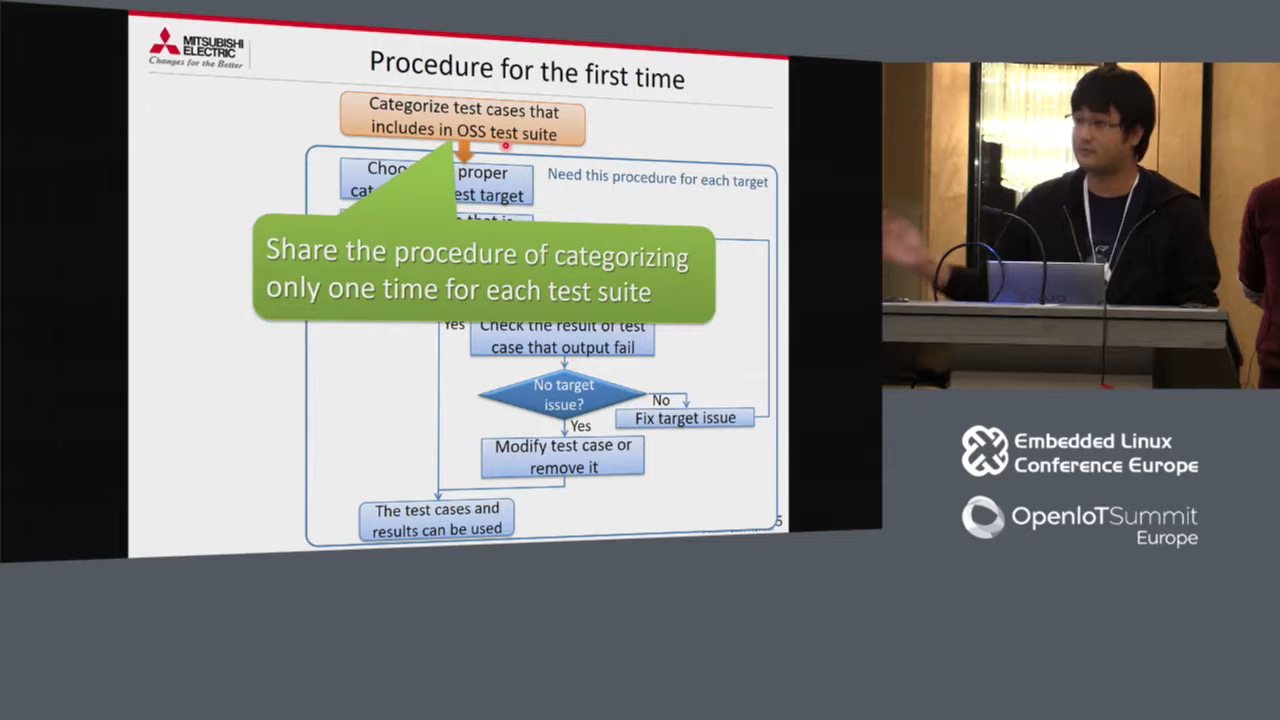 MITSUBISHI
ELECTRIC
Changes for the Better
Procedure for the first time
Categorize test cases that
includes in OSS test suite
proper
est target
Need this procedure for each target
Share the procedure of categorizing
only one time for each test suite
Yes
Check the result of test
case that output fail
No target
issue?
No
Fix target issue
Yes
Modify test case or
remove it
The test cases and
results can be used
Embedded Linux
Conference Europe
OpenIoTSummit
Europe